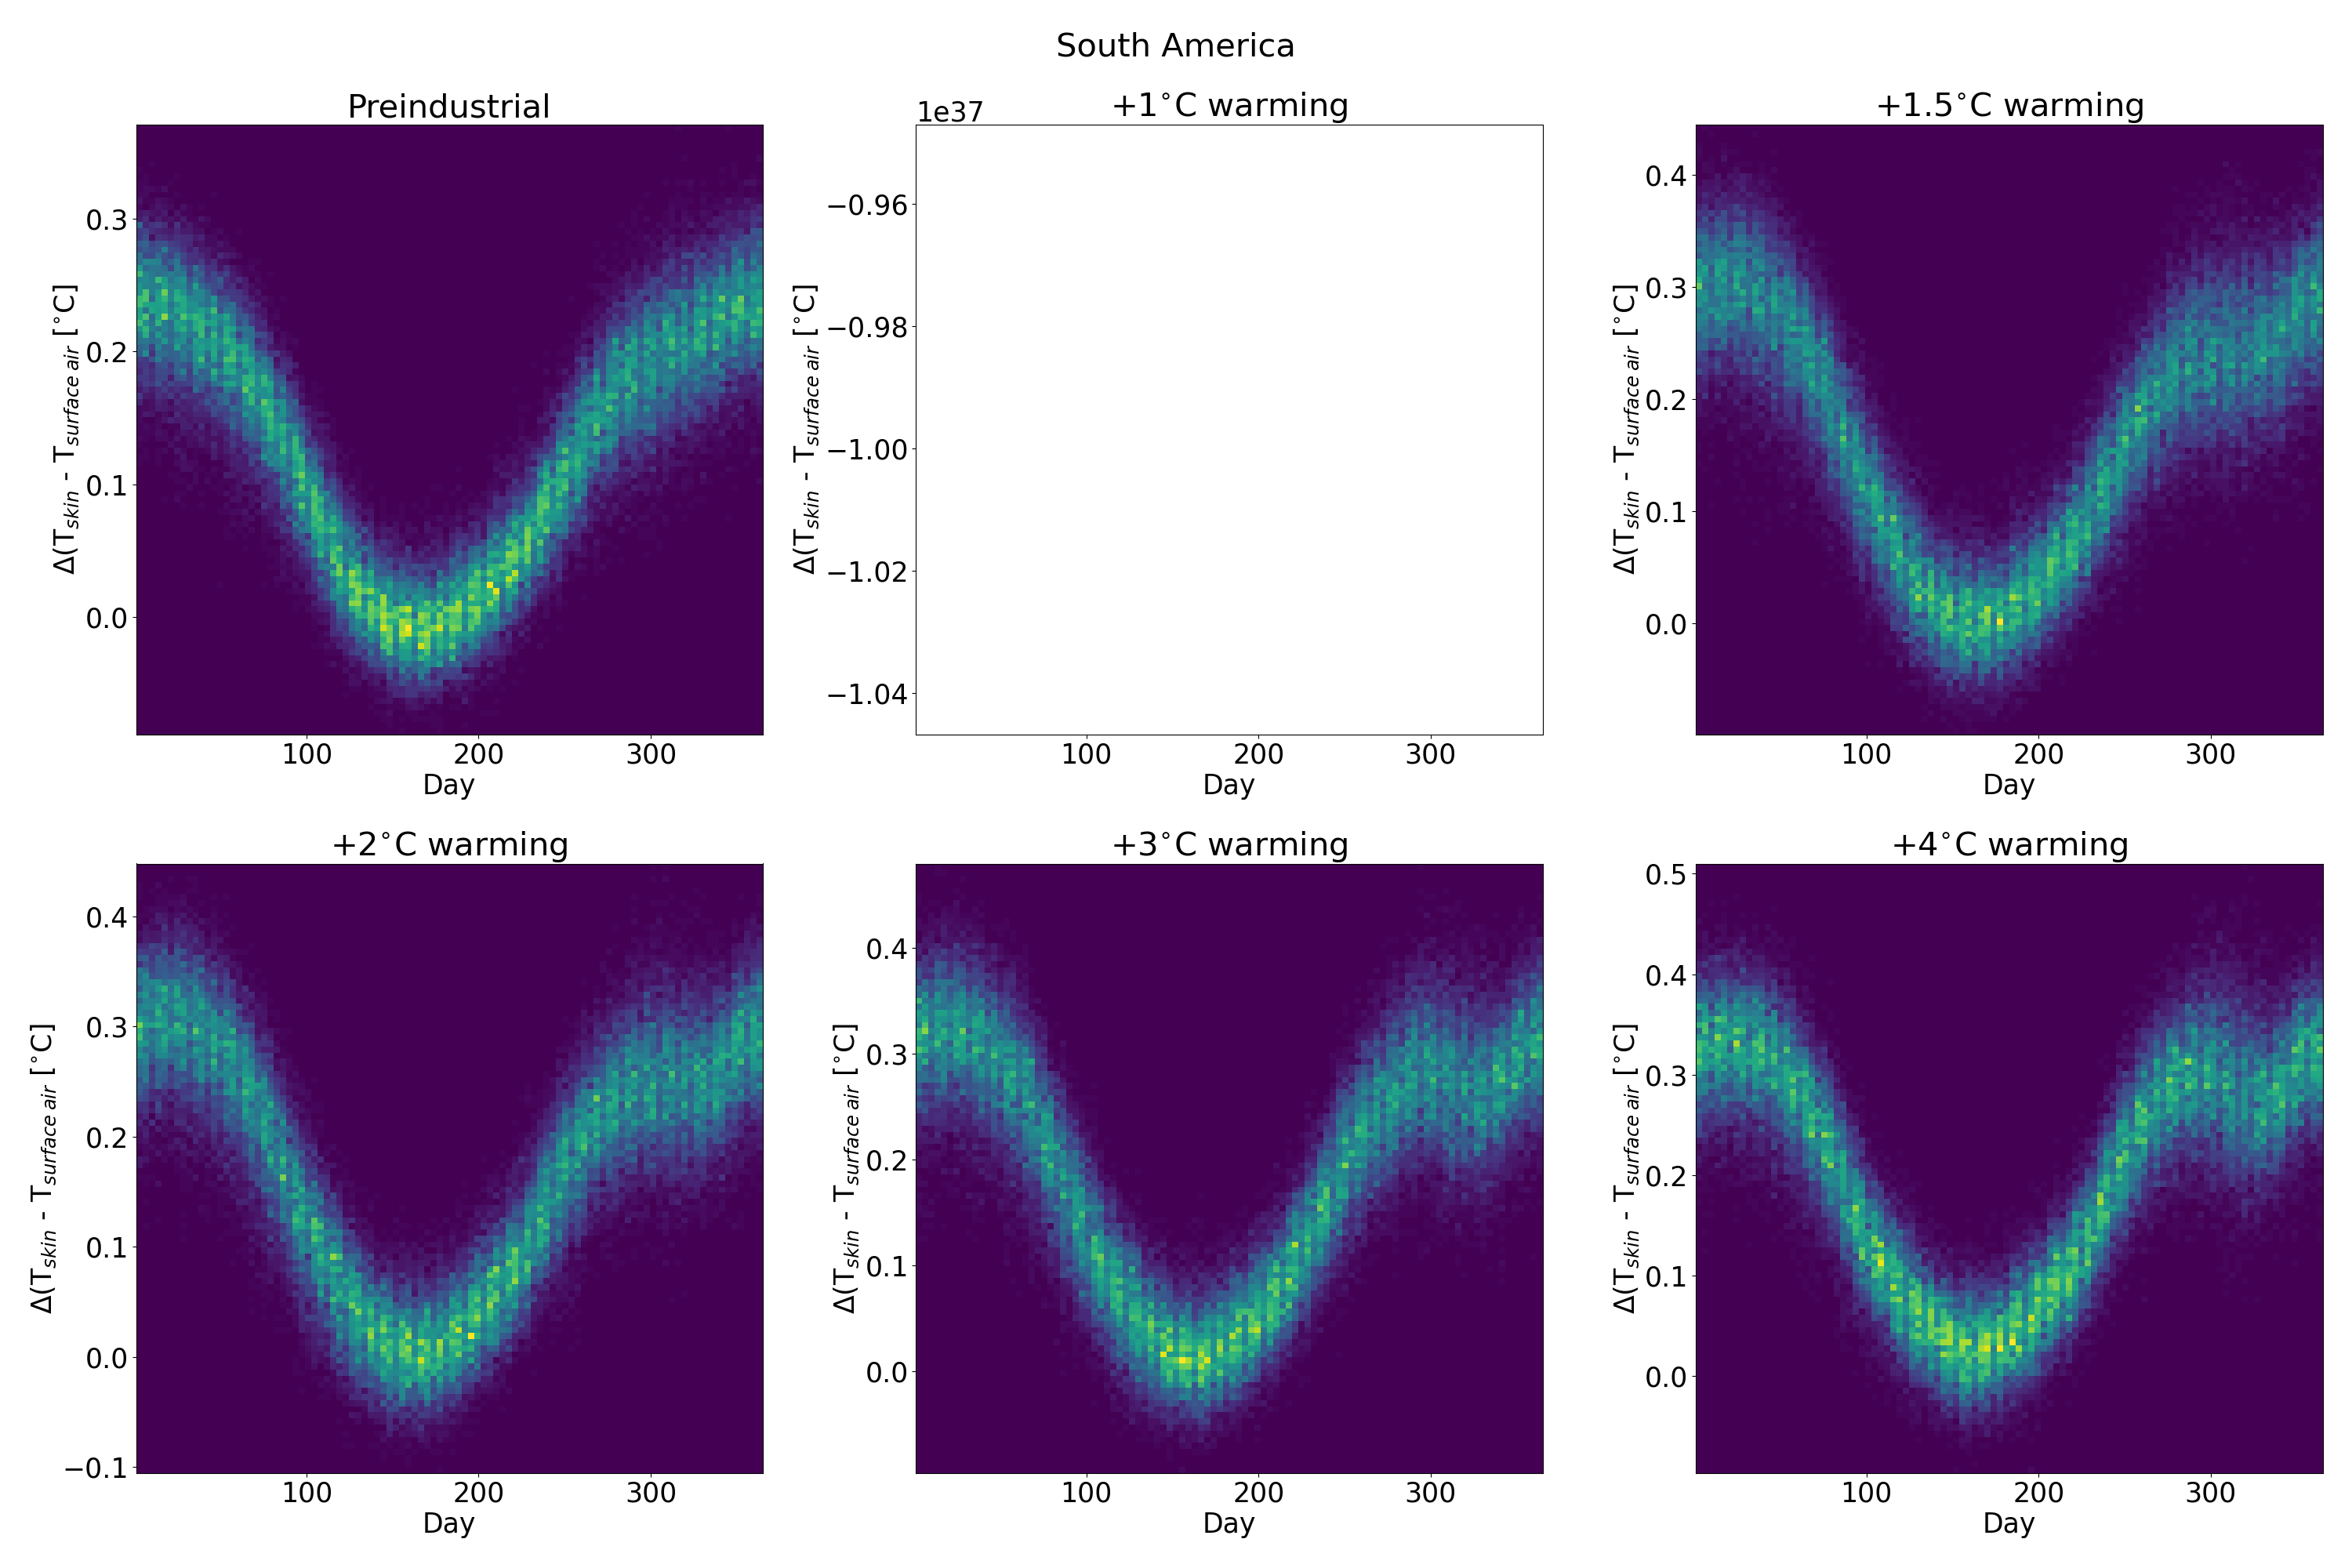 South America
Preindustrial
0.3
0.2
0.1
0.0
Δ(T_skin - T_surface air [°C]
100 200 300
Day
+1°C warming
1e37
−0.96
−0.98
−1.00
−1.02
−1.04
Δ(T_skin - T_surface air [°C]
100 200 300
Day
+1.5°C warming
0.4
0.3
0.2
0.1
0.0
Δ(T_skin - T_surface air [°C]
100 200 300
Day
+2°C warming
0.4
0.3
0.2
0.1
0.0
−0.1
Δ(T_skin - T_surface air [°C]
100 200 300
Day
+3°C warming
0.4
0.3
0.2
0.1
0.0
Δ(T_skin - T_surface air [°C]
100 200 300
Day
+4°C warming
0.5
0.4
0.3
0.2
0.1
0.0
Δ(T_skin - T_surface air [°C]
100 200 300
Day